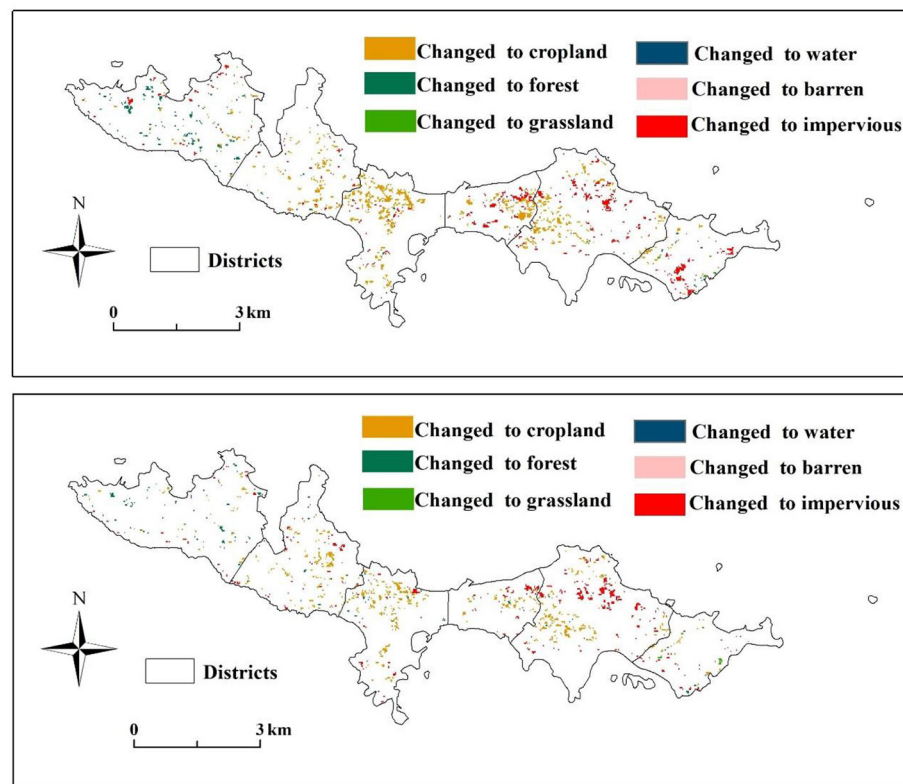 Changed to cropland
Changed to water
Changed to forest
Changed to barren
Changed to grassland
Changed to impervious
N
Districts
0 3 km
Changed to cropland
Changed to water
Changed to forest
Changed to barren
Changed to grassland
Changed to impervious
N
Districts
0 3 km